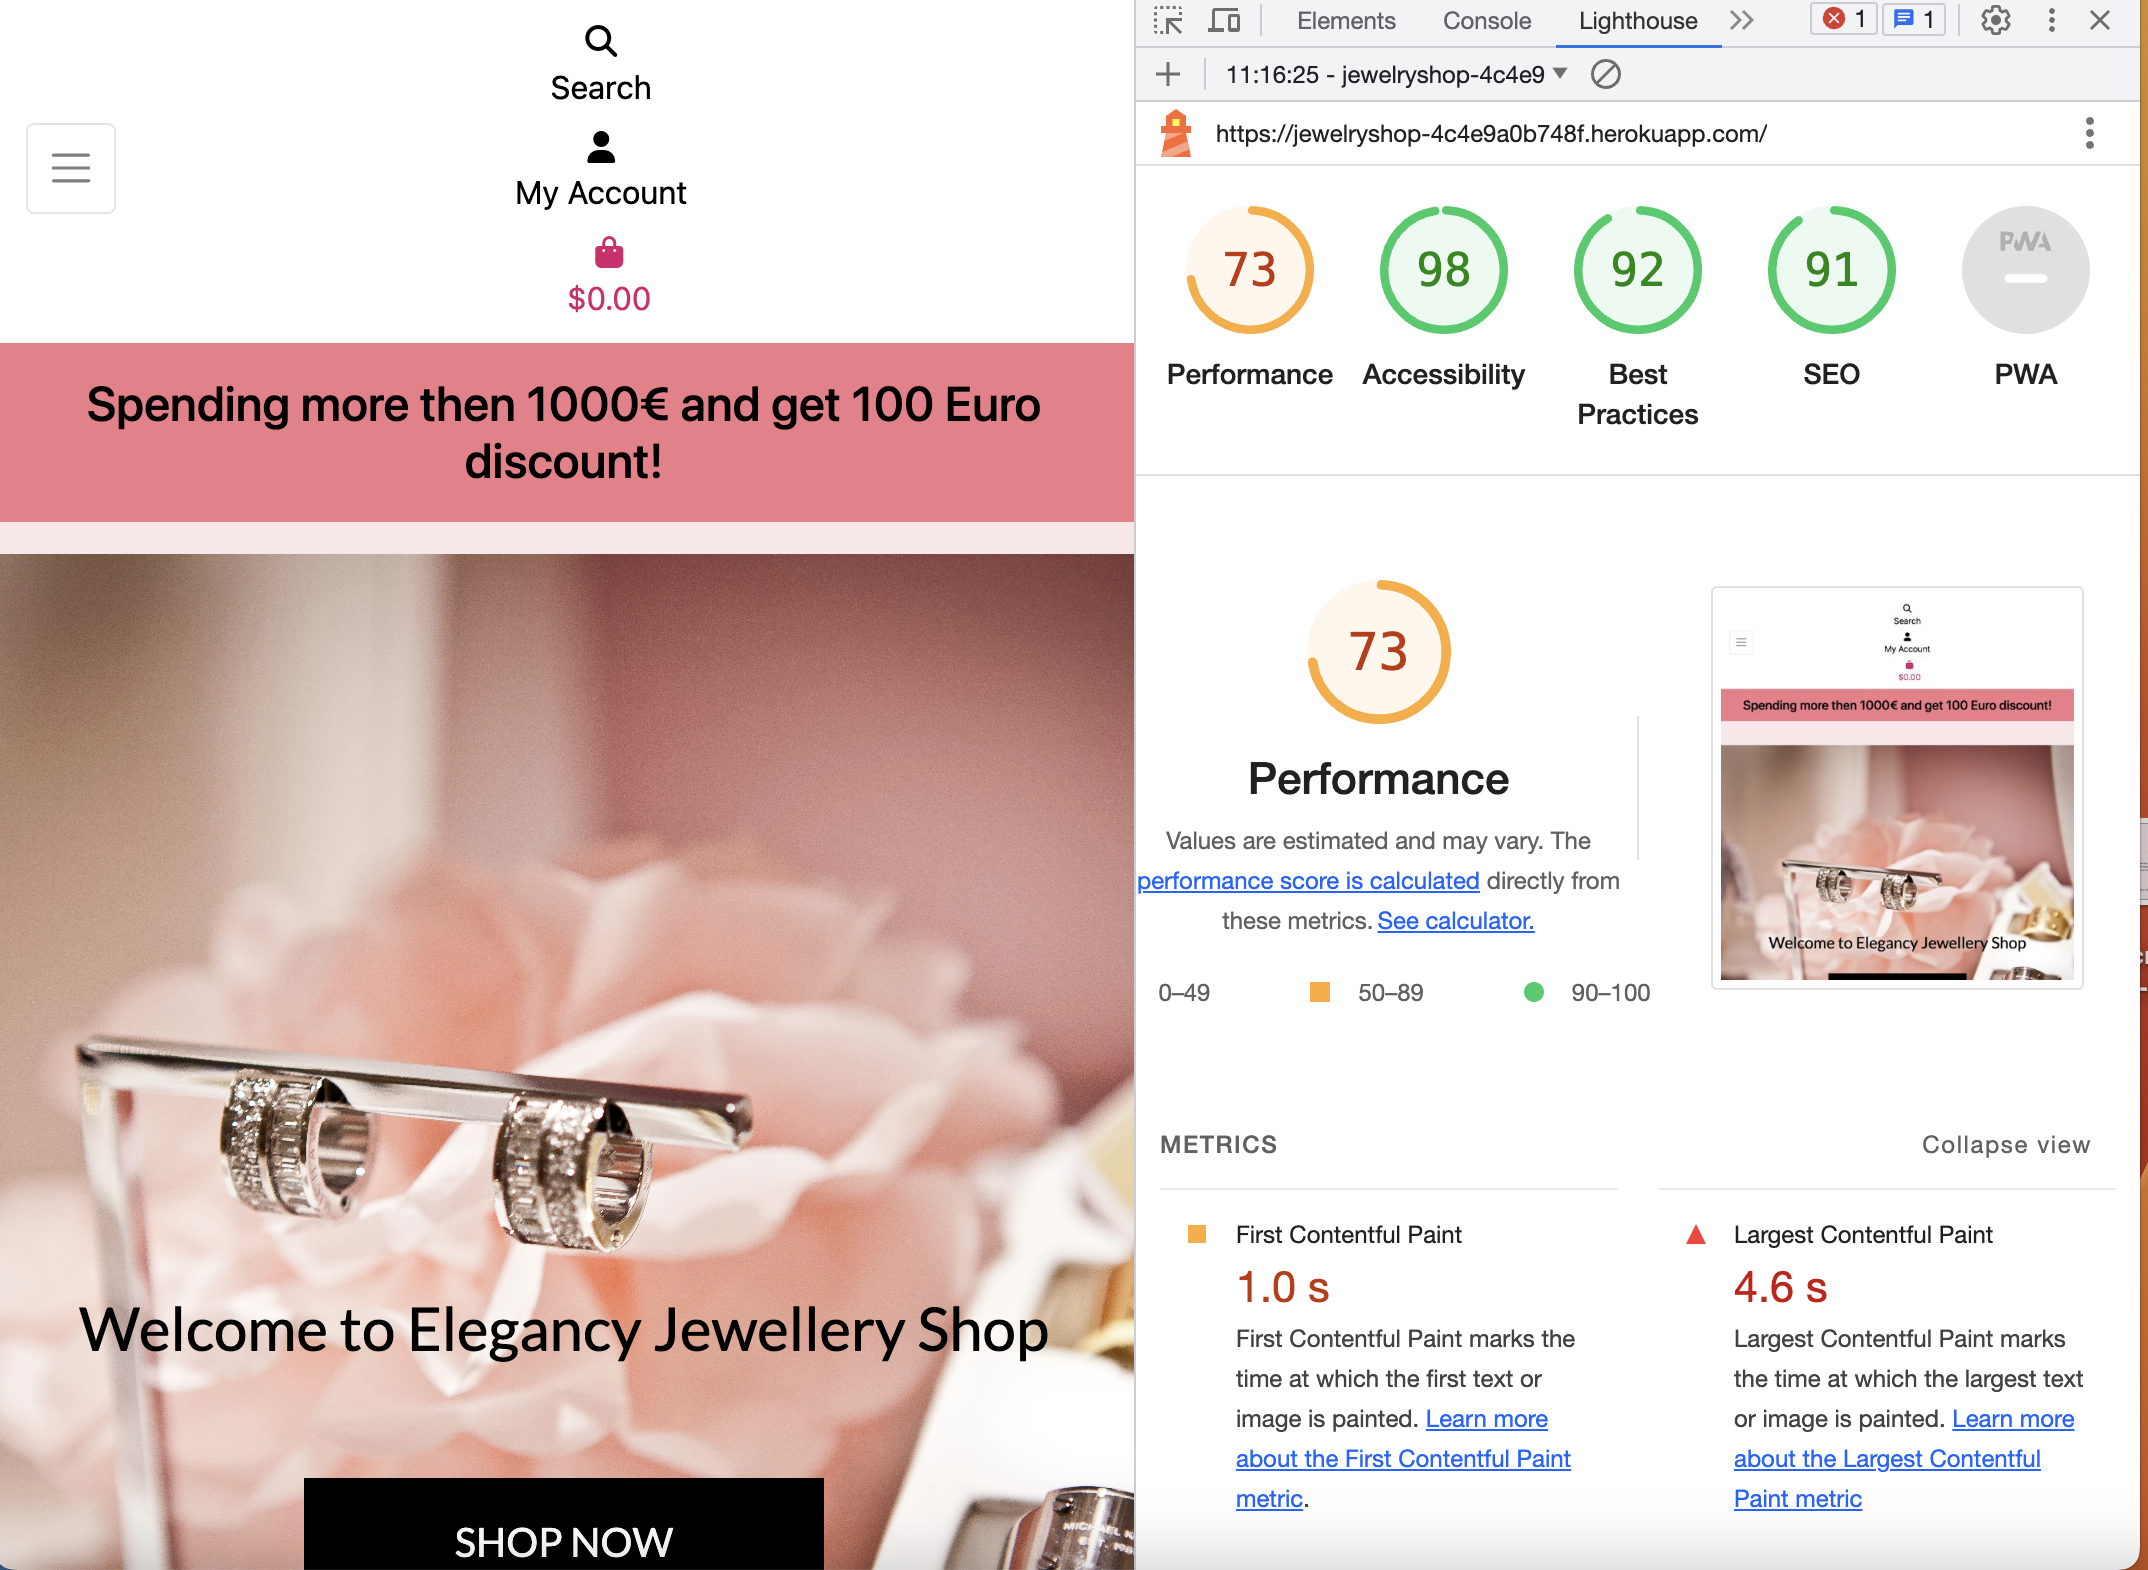 Search
My Account
$0.00
Spending more then 1000€ and get 100 Euro
discount!
Welcome to Elegancy Jewellery Shop
SHOP NOW
Elements Console Lighthouse 1 1
11:16:25 - jewelryshop-4c4e9
https://jewelryshop-4c4e9a0b748f.herokuapp.com/
73 98 92 91 PWA
Performance Accessibility Best SEO PWA
Practices
73
Performance
Values are estimated and may vary. The
performance score is calculated directly from
these metrics. See calculator.
0–49 50–89 90–100
Search
My Account
$0.00
Spending more then 1000€ and get 100 Euro discount!
Welcome to Elegancy Jewellery Shop
METRICS Collapse view
First Contentful Paint
1.0 s
First Contentful Paint marks the
time at which the first text or
image is painted. Learn more
about the First Contentful Paint
metric.
Largest Contentful Paint
4.6 s
Largest Contentful Paint marks
the time at which the largest text
or image is painted. Learn more
about the Largest Contentful
Paint metric